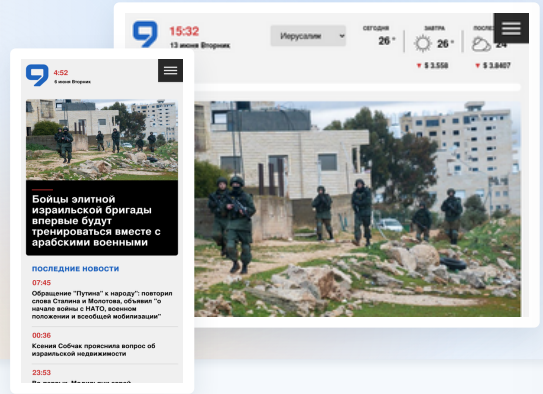 15:32
13 июня Вторник
Иерусалим
СЕГОДНЯ
26 °
ЗАВТРА
26 °
24
▼ $ 3.558
▼ $ 3.8407
4:52
6 июня Вторник
Бойцы элитной
израильской бригады
впервые будут
тренироваться вместе с
арабскими военными
ПОСЛЕДНИЕ НОВОСТИ
07:45
Обращение "Путина" к народу": повторил
слова Сталина и Молотова, объявил "о
начале войны с НАТО, военном
положении и всеобщей мобилизации"
00:36
Ксения Собчак прояснила вопрос об
израильской недвижимости
23:53